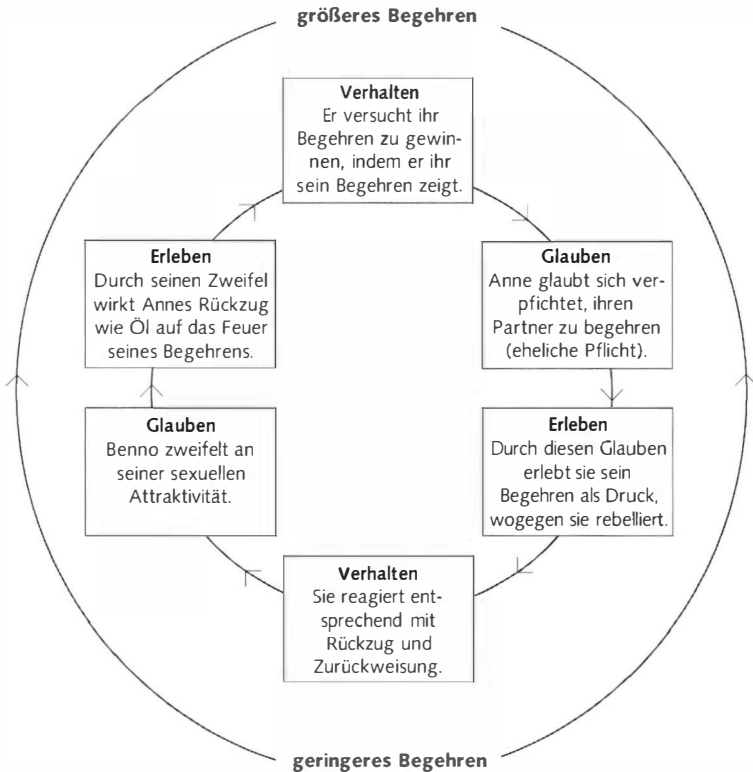 größeres Begehren
Verhalten
Er versucht ihr
Begehren zu gewin-
nen, indem er ihr
sein Begehren zeigt.
Glauben
Anne glaubt sich ver-
pfichtet, ihren
Partner zu begehren
(eheliche Pflicht).
Erleben
Durch diesen Glauben
erlebt sie sein
Begehren als Druck,
wogegen sie rebelliert.
Verhalten
Sie reagiert ent-
sprechend mit
Rückzug und
Zurückweisung.
Glauben
Benno zweifelt an
seiner sexuellen
Attraktivität.
Erleben
Durch seinen Zweifel
wirkt Annes Rückzug
wie Öl auf das Feuer
seines Begehrens.
geringeres Begehren